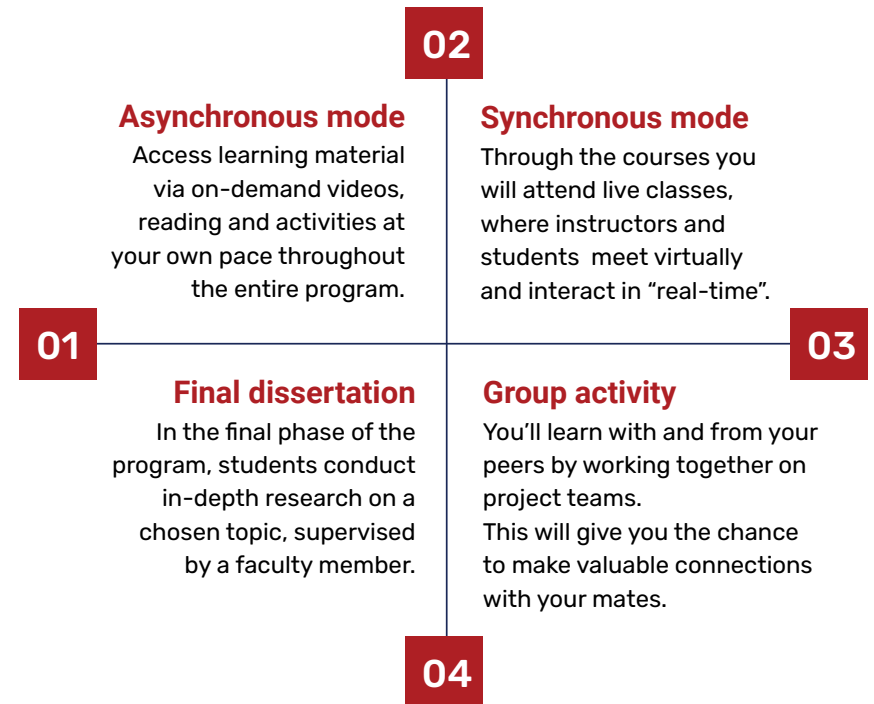 02
Asynchronous mode
Access learning material
via on-demand videos,
reading and activities at
your own pace throughout
the entire program.
Synchronous mode
Through the courses you
will attend live classes,
where instructors and
students meet virtually
and interact in “real-time”.
01
03
Final dissertation
In the final phase of the
program, students conduct
in-depth research on a
chosen topic, supervised
by a faculty member.
Group activity
You’ll learn with and from your
peers by working together on
project teams.
This will give you the chance
to make valuable connections
with your mates.
04